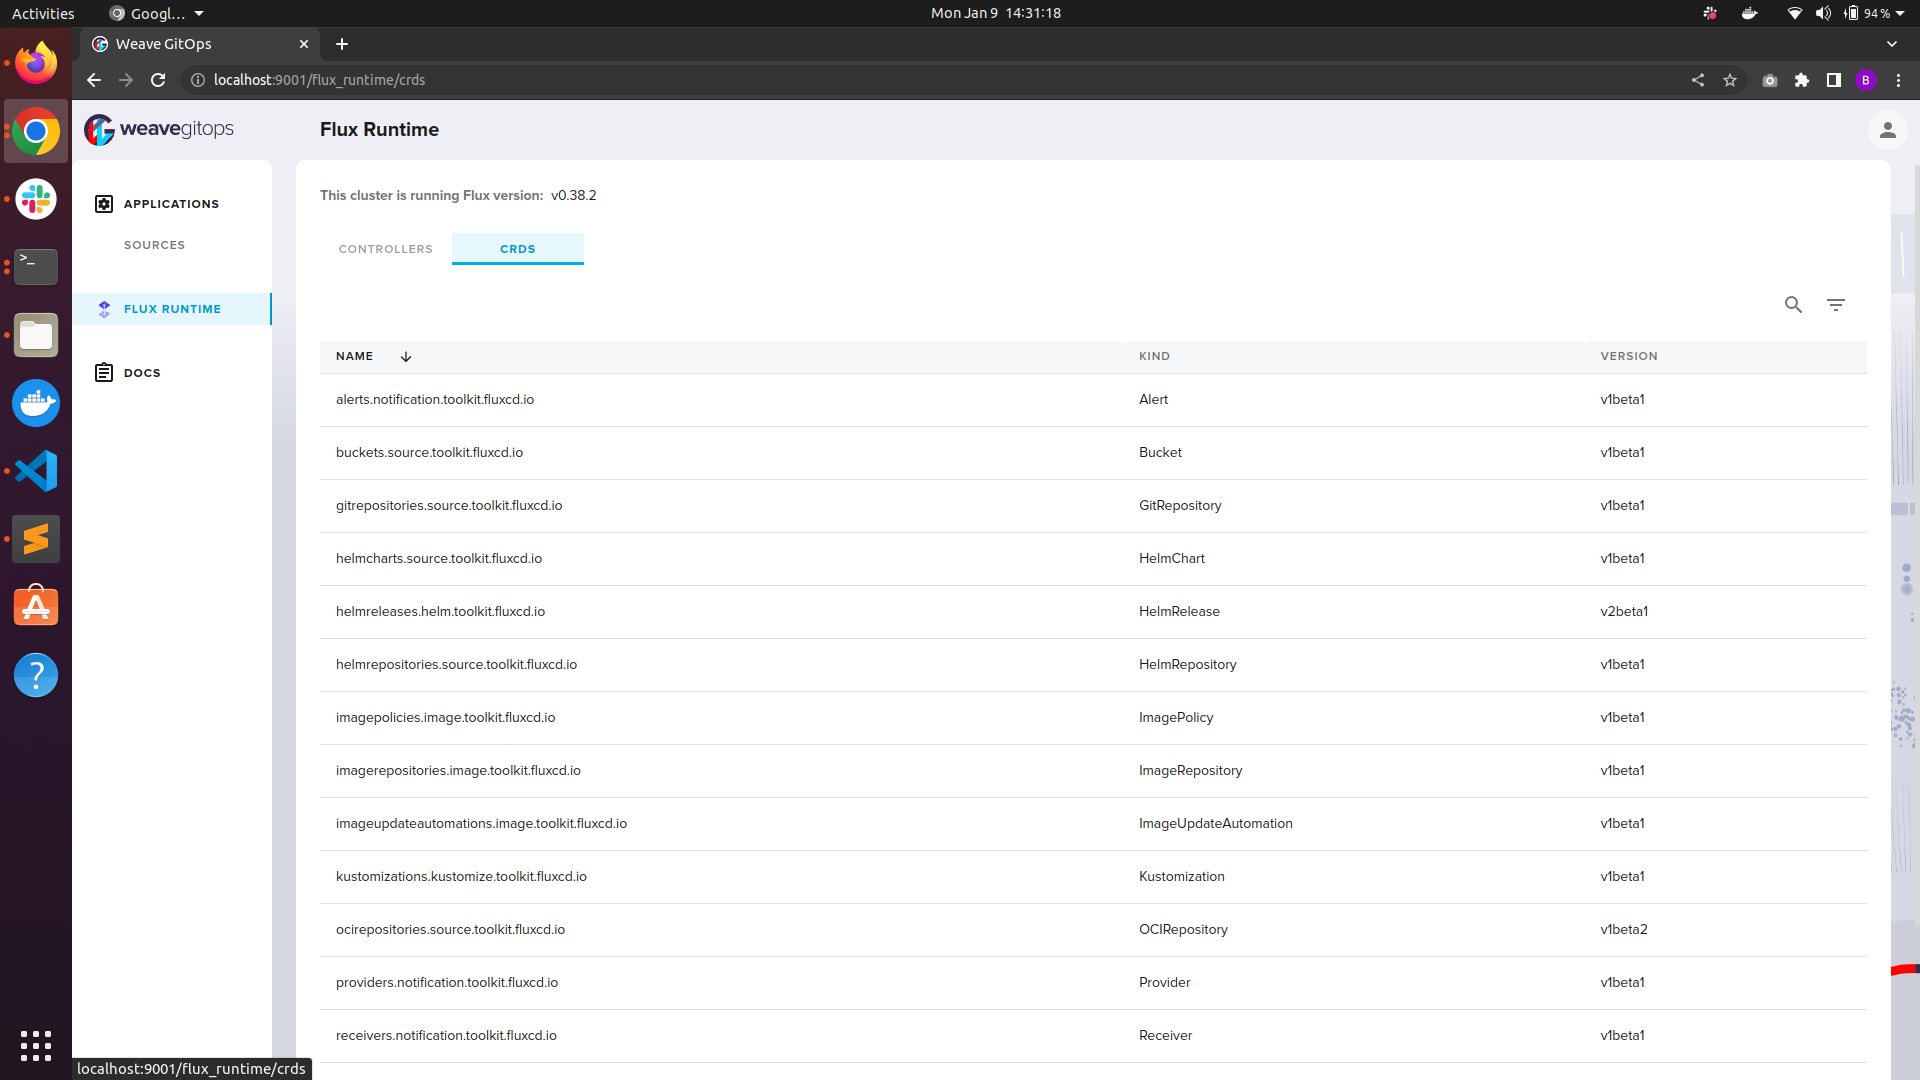 Activities Googl... Mon Jan 9 14:31:18 94 %
Weave GitOps
localhost:9001/flux_runtime/crds B
weavegitops Flux Runtime
This cluster is running Flux version: v0.38.2
APPLICATIONS
SOURCES
FLUX RUNTIME
DOCS
CONTROLLERS CRDS
NAME KIND VERSION
alerts.notification.toolkit.fluxcd.io Alert v1beta1
buckets.source.toolkit.fluxcd.io Bucket v1beta1
gitrepositories.source.toolkit.fluxcd.io GitRepository v1beta1
helmcharts.source.toolkit.fluxcd.io HelmChart v1beta1
helmreleases.helm.toolkit.fluxcd.io HelmRelease v2beta1
helmrepositories.source.toolkit.fluxcd.io HelmRepository v1beta1
imagepolicies.image.toolkit.fluxcd.io ImagePolicy v1beta1
imagerepositories.image.toolkit.fluxcd.io ImageRepository v1beta1
imageupdateautomations.image.toolkit.fluxcd.io ImageUpdateAutomation v1beta1
kustomizations.kustomize.toolkit.fluxcd.io Kustomization v1beta1
ocirepositories.source.toolkit.fluxcd.io OCIRepository v1beta2
providers.notification.toolkit.fluxcd.io Provider v1beta1
receivers.notification.toolkit.fluxcd.io Receiver v1beta1
localhost:9001/flux_runtime/crds